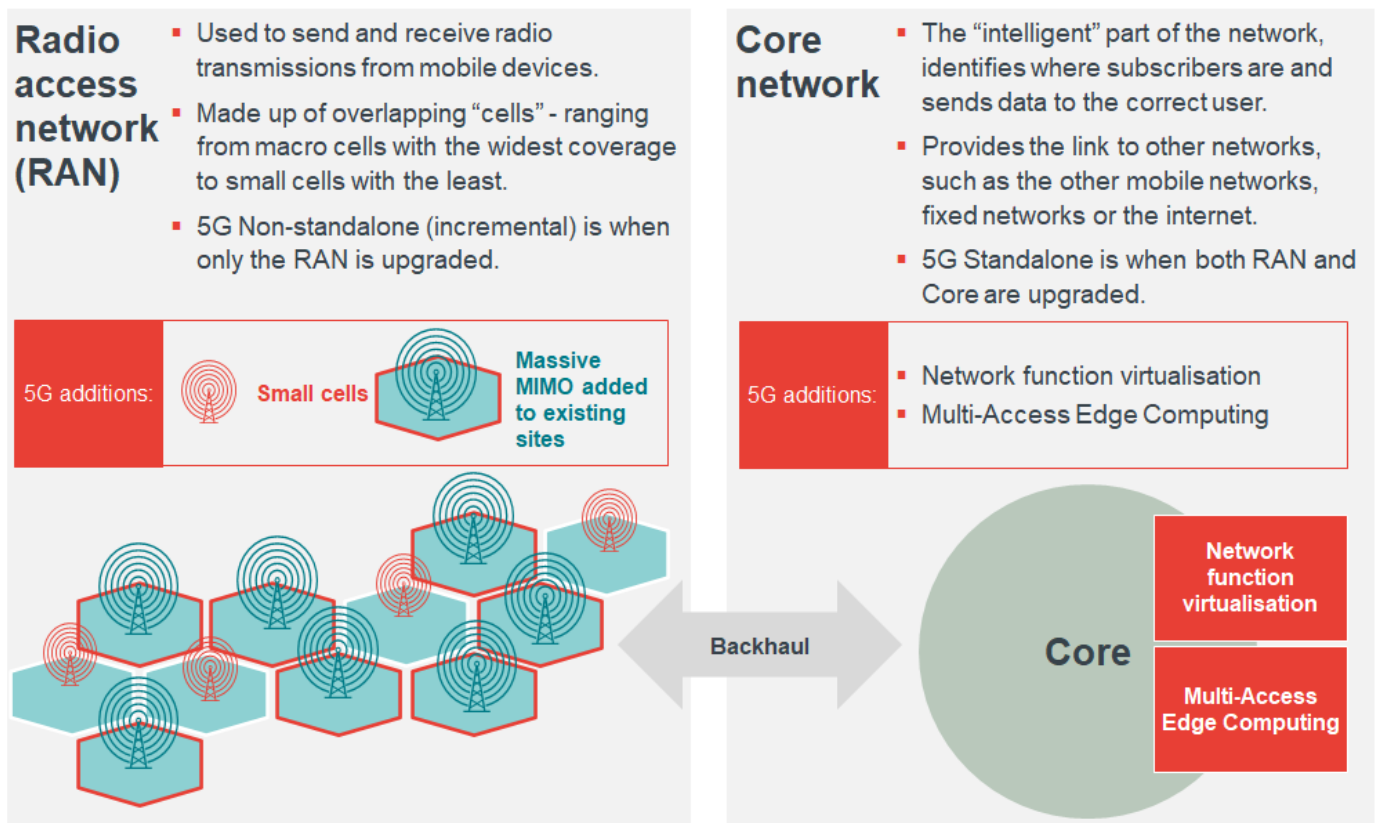 Radio
access
network
(RAN)
▪ Used to send and receive radio
transmissions from mobile devices.
▪ Made up of overlapping “cells” - ranging
from macro cells with the widest coverage
to small cells with the least.
▪ 5G Non-standalone (incremental) is when
only the RAN is upgraded.
5G additions:
Small cells
Massive
MIMO added
to existing
sites
Backhaul
Core
network
▪ The “intelligent” part of the network,
identifies where subscribers are and
sends data to the correct user.
▪ Provides the link to other networks,
such as the other mobile networks,
fixed networks or the internet.
▪ 5G Standalone is when both RAN and
Core are upgraded.
5G additions:
▪ Network function virtualisation
▪ Multi-Access Edge Computing
Core
Network
function
virtualisation
Multi-Access
Edge Computing